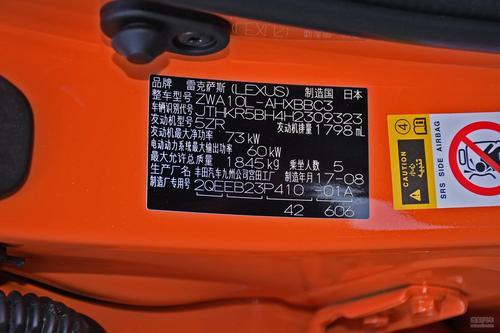 品牌 雷克萨斯(LEXUS) 制造国 日本
整车型号 ZWA10L-AHXBBC3
车辆识别代号 JTHKR5BH4H2309323
发动机型号 5ZR 发动机排量 1798 mL
发动机最大净功率 73 kW
电动动力系统最大输出功率 60 kW
最大允许总质量 1845 kg 乘坐人数 5
生产厂名 丰田汽车九州公司宫田工厂 制造年月 17-08
制造厂专用号 2QEEB23P410 -01A
42 606
CAUTION
تنبيه
SRS SIDE AIRBAG